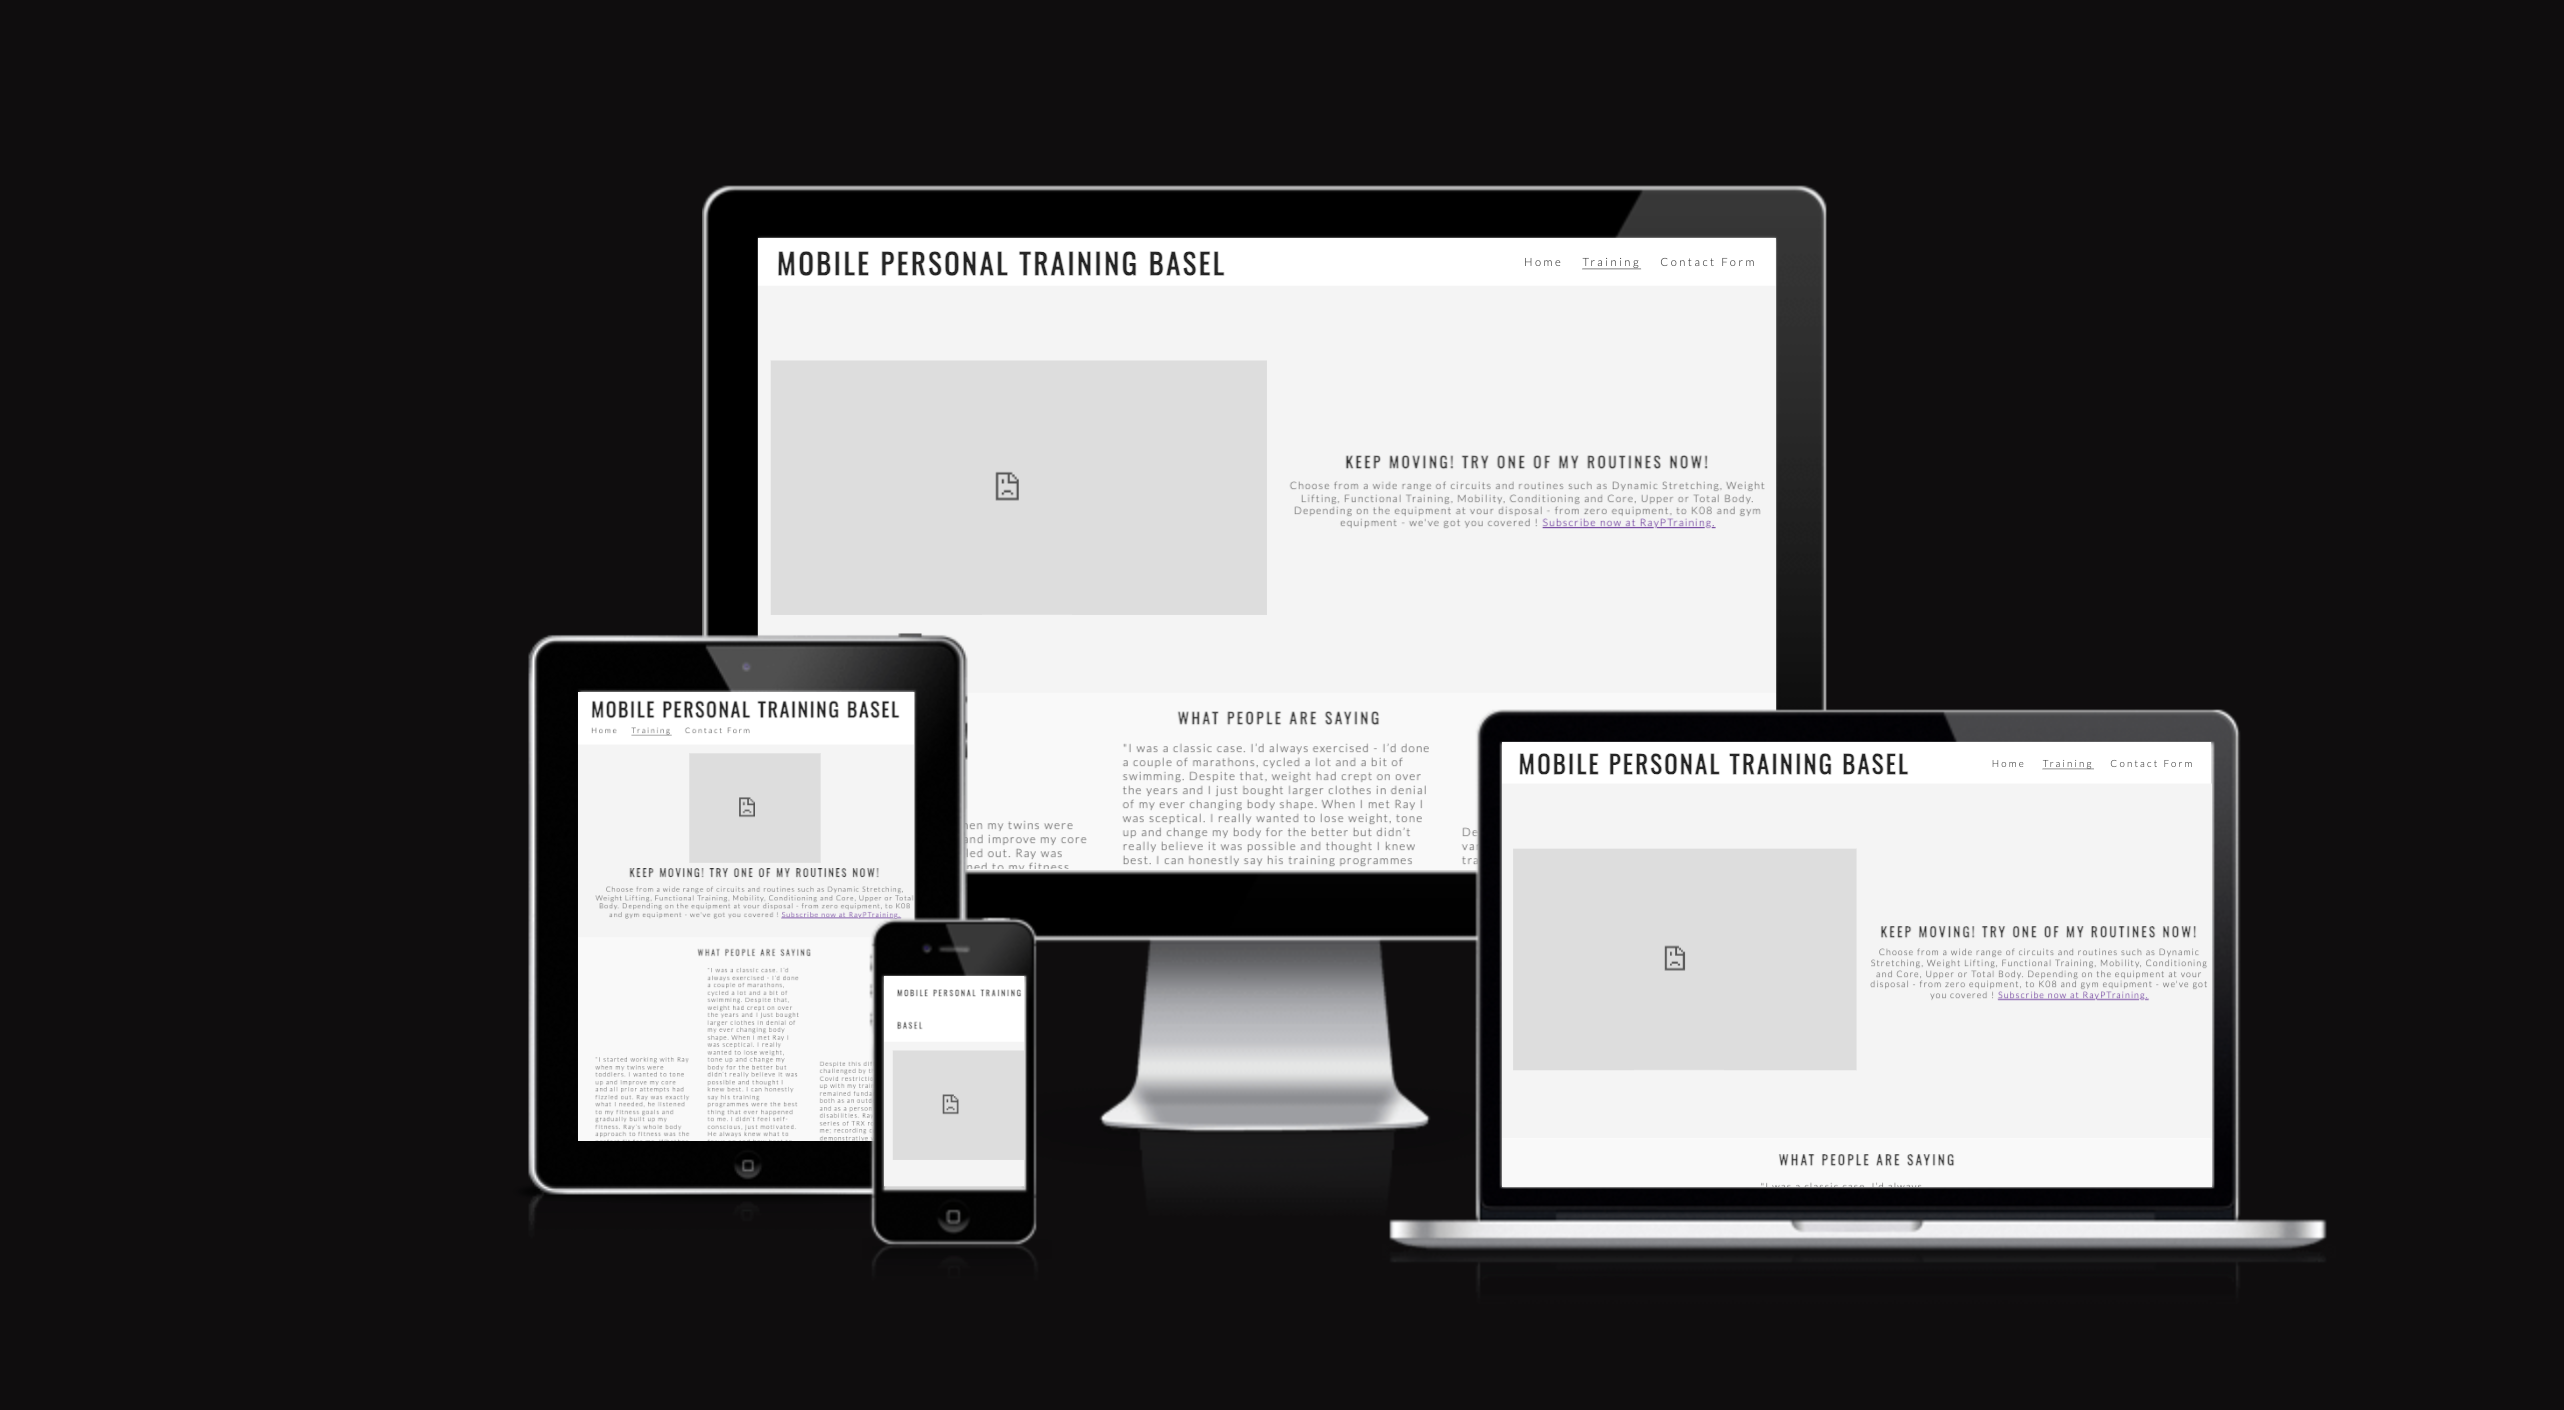 MOBILE PERSONAL TRAINING BASEL
Home Training Contact Form
KEEP MOVING! TRY ONE OF MY ROUTINES NOW!
Choose from a wide range of circuits and routines such as Dynamic Stretching, Weight
Lifting, Functional Training, Mobility, Conditioning and Core, Upper or Total Body.
Depending on the equipment at your disposal - from zero equipment, to K08 and gym
equipment - we've got you covered ! Subscribe now at RayPTraining.
WHAT PEOPLE ARE SAYING
"I was a classic case. I'd always exercised - I'd done
a couple of marathons, cycled a lot and a bit of
swimming. Despite that, weight had crept on over
the years and I just bought larger clothes in denial
of my ever changing body shape. When I met Ray I
was sceptical. I really wanted to lose weight, tone
up and change my body for the better but didn't
really believe it was possible and thought I knew
best. I can honestly say his training programmes
hen my twins were
nd improve my core
led out. Ray was
ned to my fitness
De
va
tra
MOBILE PERSONAL TRAINING BASEL
Home Training Contact Form
KEEP MOVING! TRY ONE OF MY ROUTINES NOW!
Choose from a wide range of circuits and routines such as Dynamic Stretching,
Weight Lifting, Functional Training, Mobility, Conditioning and Core, Upper or Total
Body. Depending on the equipment at your disposal - from zero equipment, to K08
and gym equipment - we've got you covered ! Subscribe now at RayPTraining.
WHAT PEOPLE ARE SAYING
"I started working with Ray
when my twins were
toddlers. I wanted to tone
up and improve my core
and all prior attempts had
fizzled out. Ray was exactly
what I needed, he listened
to my fitness goals and
gradually built up my
fitness. Ray's whole body
approach to fitness was the
"I was a classic case. I'd
always exercised - I'd done
a couple of marathons,
cycled a lot and a bit of
swimming. Despite that,
weight had crept on over
the years and I just bought
larger clothes in denial of
my ever changing body
shape. When I met Ray I
was sceptical. I really
wanted to lose weight,
tone up and change my
body for the better but
didn't really believe it was
possible and thought I
knew best. I can honestly
say his training
programmes were the best
thing that ever happened
to me. I didn't feel self-
conscious, just motivated.
He always knew what to
Despite this di
challenged by t
Covid restricti
up with my trai
remained funda
both as an outd
and as a person
disabilities. Ra
series of TRX r
me; recording
demonstrative
MOBILE PERSONAL TRAINING
BASEL
MOBILE PERSONAL TRAINING BASEL
Home Training Contact Form
KEEP MOVING! TRY ONE OF MY ROUTINES NOW!
Choose from a wide range of circuits and routines such as Dynamic
Stretching, Weight Lifting, Functional Training, Mobility, Conditioning
and Core, Upper or Total Body. Depending on the equipment at your
disposal - from zero equipment, to K08 and gym equipment - we've got
you covered ! Subscribe now at RayPTraining.
WHAT PEOPLE ARE SAYING
"I was a classic case. I'd always